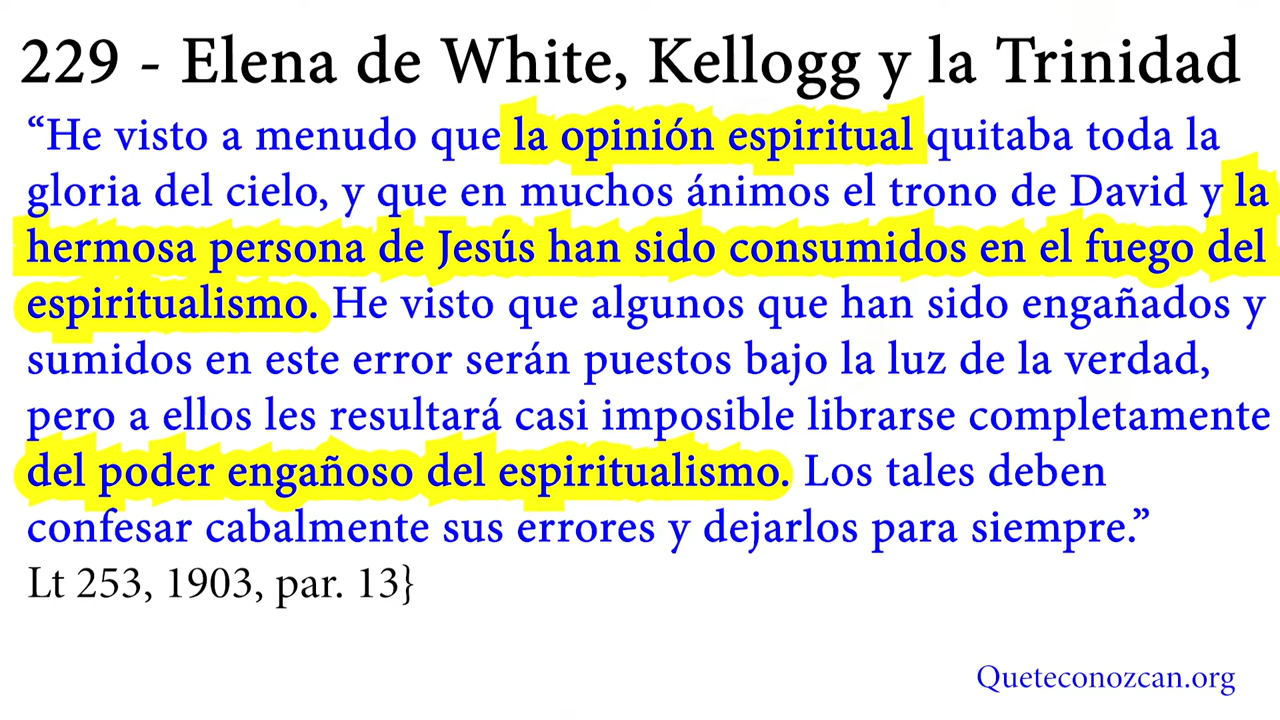 229 - Elena de White, Kellogg y la Trinidad
“He visto a menudo que la opinión espiritual quitaba toda la
gloria del cielo, y que en muchos ánimos el trono de David y la
hermosa persona de Jesús han sido consumidos en el fuego del
espiritualismo. He visto que algunos que han sido engañados y
sumidos en este error serán puestos bajo la luz de la verdad,
pero a ellos les resultará casi imposible librarse completamente
del poder engañoso del espiritualismo. Los tales deben
confesar cabalmente sus errores y dejarlos para siempre.”
Lt 253, 1903, par. 13}
Queteconozcan.org